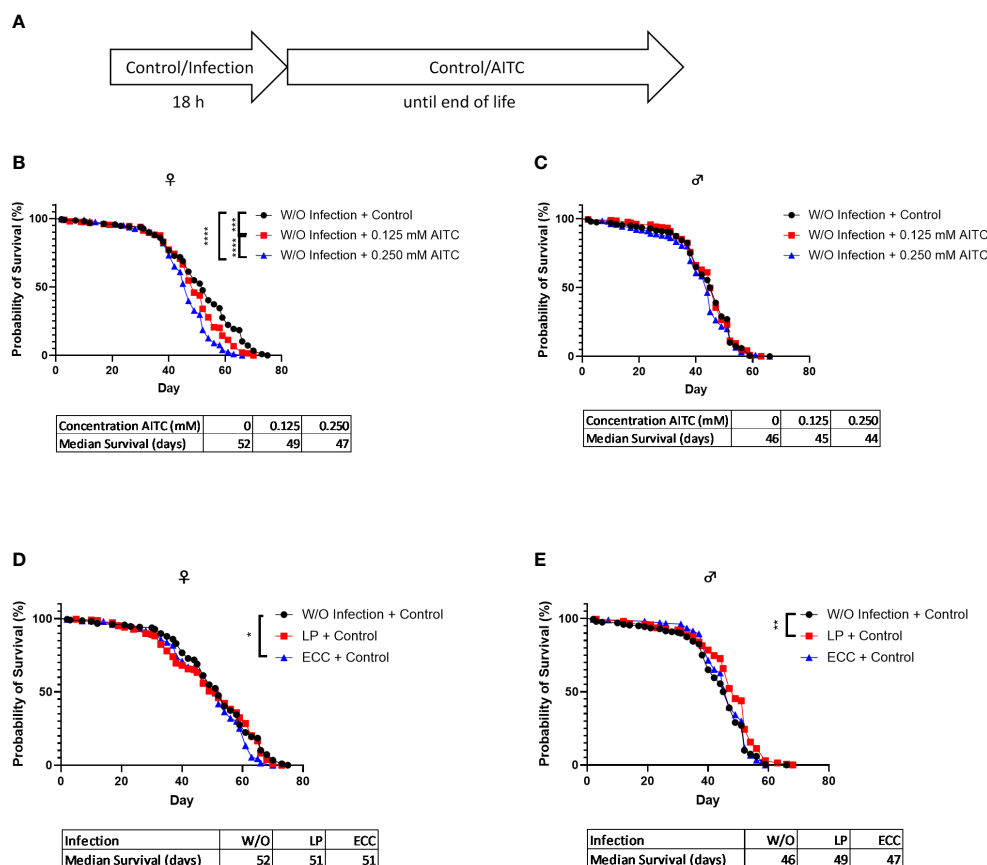 A
Control/Infection
Control/AITC
18 h
until end of life
B
♀
Probability of Survival (%)
100
50
0
0 20 40 60 80
Day
W/O Infection + Control
W/O Infection + 0.125 mM AITC
W/O Infection + 0.250 mM AITC
****
***
****
Concentration AITC (mM) 0 0.125 0.250
Median Survival (days) 52 49 47
C
♂
Probability of Survival (%)
100
50
0
0 20 40 60 80
Day
W/O Infection + Control
W/O Infection + 0.125 mM AITC
W/O Infection + 0.250 mM AITC
Concentration AITC (mM) 0 0.125 0.250
Median Survival (days) 46 45 44
D
♀
Probability of Survival (%)
100
50
0
0 20 40 60 80
Day
W/O Infection + Control
LP + Control
ECC + Control
*
Infection W/O LP ECC
Median Survival (days) 52 51 51
E
♂
Probability of Survival (%)
100
50
0
0 20 40 60 80
Day
W/O Infection + Control
LP + Control
ECC + Control
**
Infection W/O LP ECC
Median Survival (days) 46 49 47